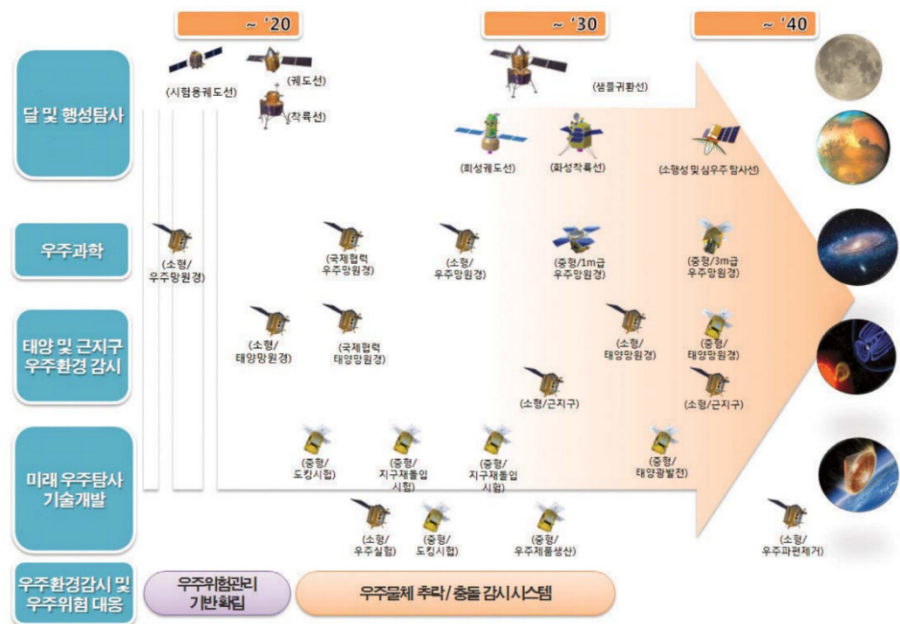 ~ '20
~ '30
~ '40
달 및 행성탐사
(시험용궤도선)
(궤도선)
(착륙선)
(샘플귀환선)
(화성궤도선)
(화성착륙선)
(소행성 및 심우주 탐사선)
우주과학
(소형/
우주망원경)
(국제협력
우주망원경)
(소형/
우주망원경)
(중형/1m급
우주망원경)
(중형/3m급
우주망원경)
태양 및 근지구
우주환경 감시
(소형/
태양망원경)
(국제협력
태양망원경)
(소형/
태양망원경)
(중형/
태양망원경)
(소형/근지구)
(소형/근지구)
미래 우주탐사
기술개발
(중형/
도킹시험)
(중형/
지구재돌입
시험)
(중형/
지구재돌입
시험)
(중형/
태양광발전)
(소형/
우주실험)
(중형/
도킹시험)
(중형/
우주제품생산)
(소형/
우주파편제거)
우주환경감시 및
우주위험 대응
우주위험관리
기반 확립
우주물체 추락 / 충돌 감시 시스템